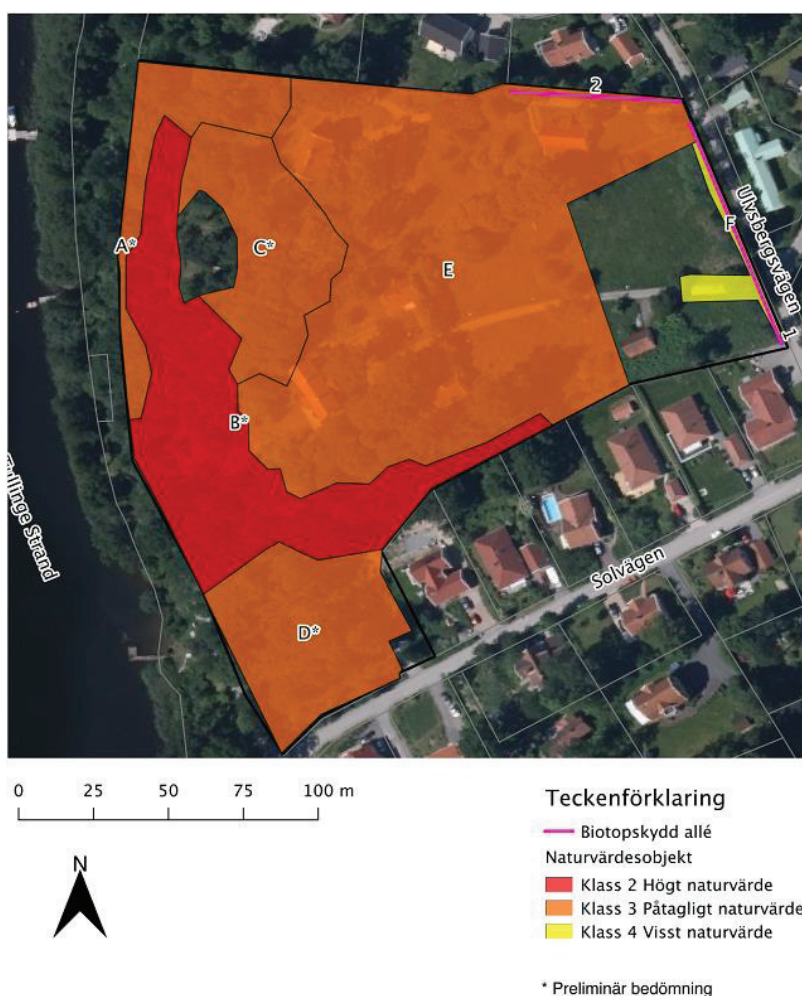 2
Ulvsbergsvägen
F
A*
C*
E
1
B*
Strand
Solvägen
D*
0 25 50 75 100 m
N
Teckenförklaring
Biotopskydd allé
Naturvärdesobjekt
Klass 2 Högt naturvärde
Klass 3 Påtagligt naturvärde
Klass 4 Visst naturvärde
* Preliminär bedömning